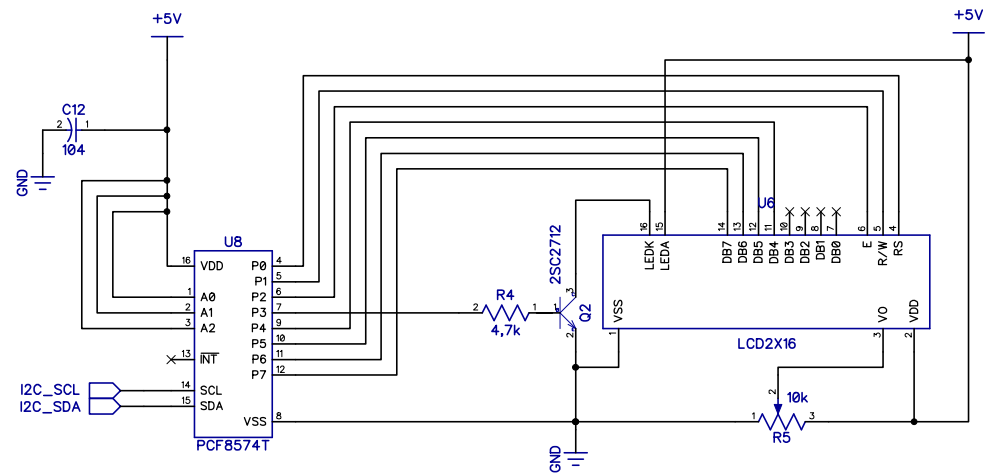 +5V
+5V
C12
2 1
104
GND
U8
16 VDD
1 A0
2 A1
3 A2
13 INT
14 SCL
15 SDA
I2C_SCL
I2C_SDA
P0 4
P1 5
P2 6
P3 7
P4 9
P5 10
P6 11
P7 12
VSS 8
PCF8574T
R4
2 1
4,7k
2SC2712
3
1
2
Q2
GND
U6
16 LEDK
15 LEDA
14 DB7
13 DB6
12 DB5
11 DB4
10 DB3
9 DB2
8 DB1
7 DB0
6 E
5 R/W
4 RS
VSS 1
VO 3
VDD 2
LCD2X16
2
10k
1 3
R5